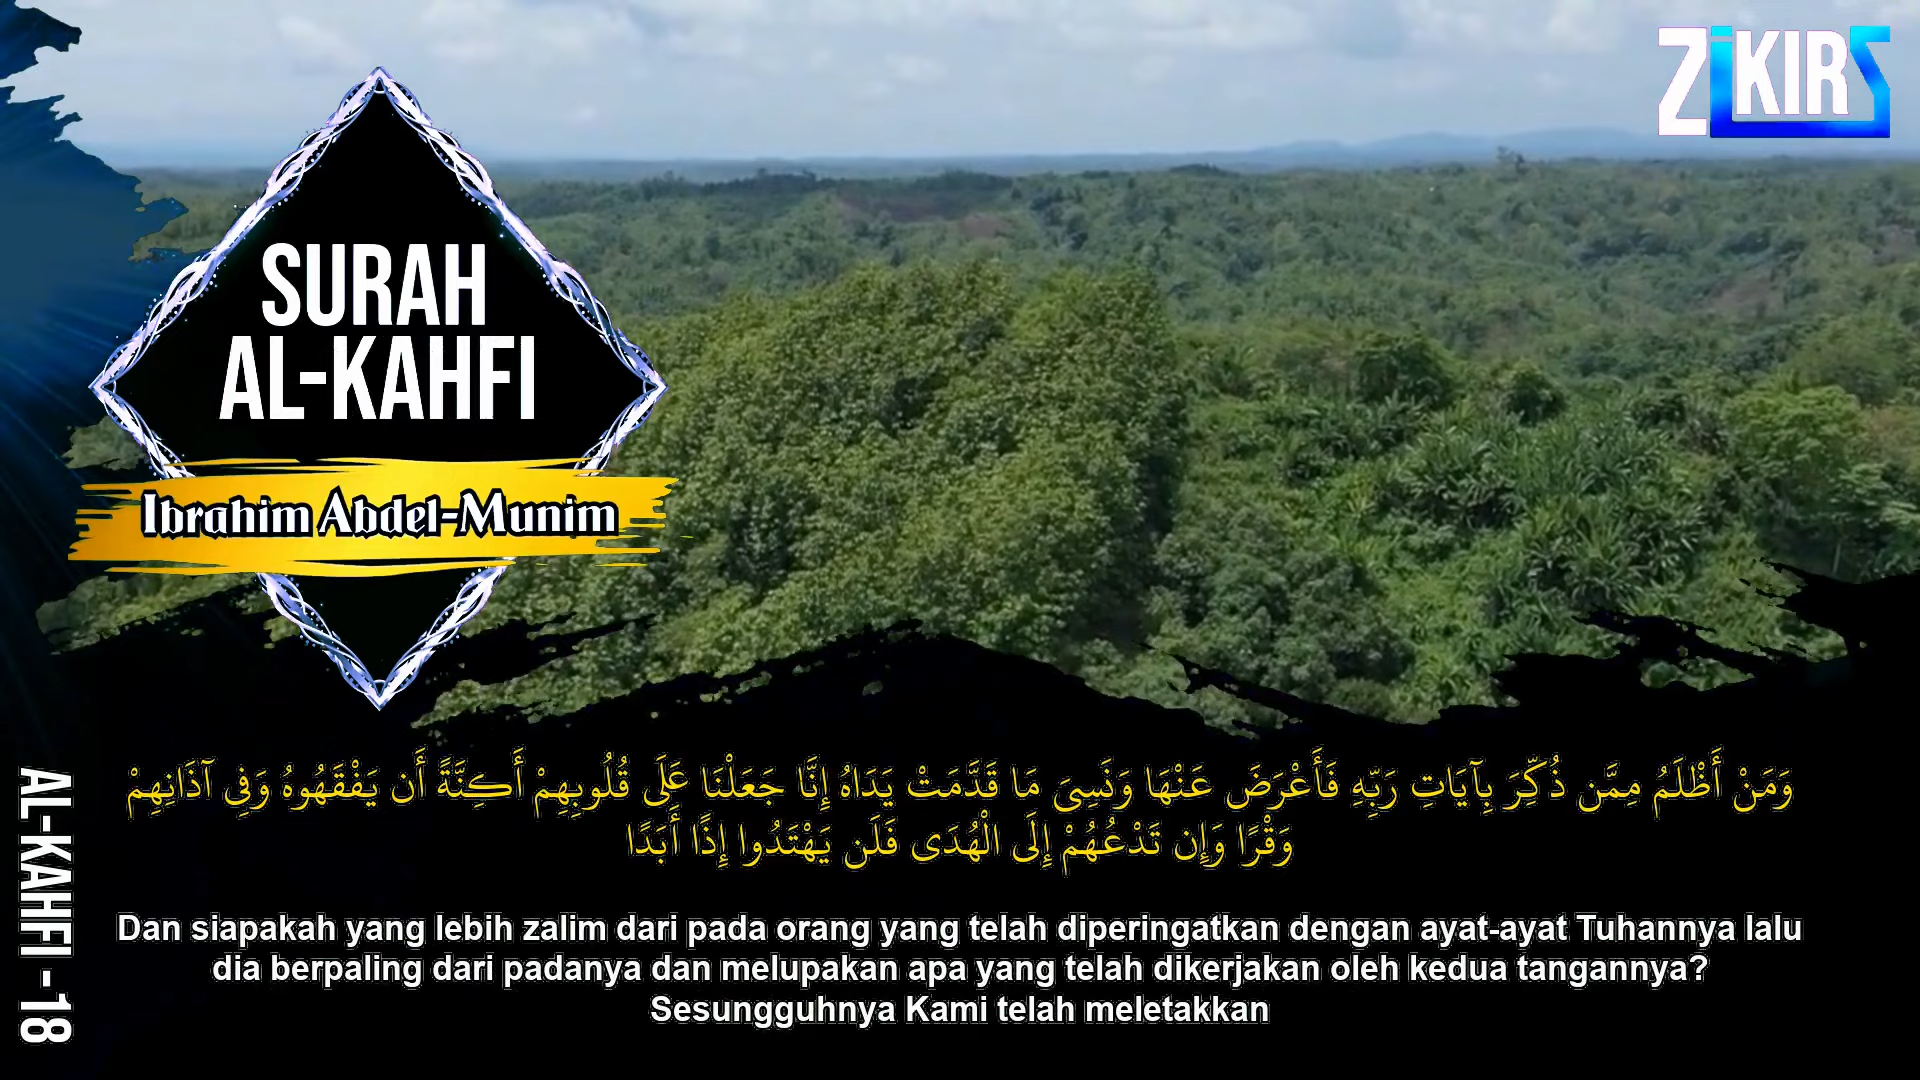 ZIKIRS
SURAH
AL-KAHFI
Ibrahim Abdel-Munim
وَمَنْ أَظْلَمُ مِمَّن ذُكِّرَ بِآيَاتِ رَبِّهِ فَأَعْرَضَ عَنْهَا وَنَسِىَ مَا قَدَّمَتْ يَدَاهُ إِنَّا جَعَلْنَا عَلَى قُلُوبِهِمْ أَكِنَّةً أَن يَفْقَهُوهُ وَفِى آذَانِهِمْ
وَقْرًا وَإِن تَدْعُهُمْ إِلَى الْهُدَى فَلَن يَهْتَدُوا إِذًا أَبَدًا
Dan siapakah yang lebih zalim dari pada orang yang telah diperingatkan dengan ayat-ayat Tuhannya lalu
dia berpaling dari padanya dan melupakan apa yang telah dikerjakan oleh kedua tangannya?
Sesungguhnya Kami telah meletakkan
AL-KAHFI - 18